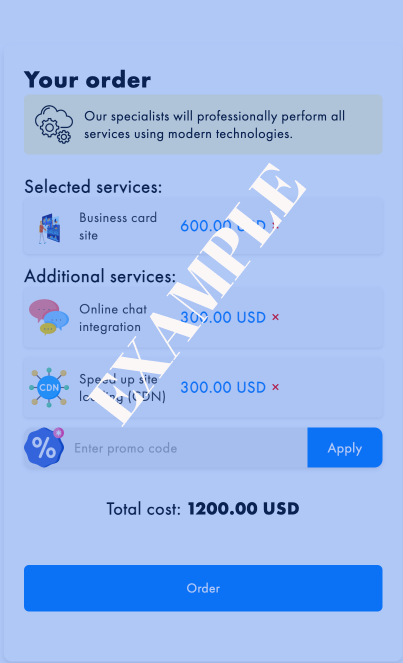 Your order
Our specialists will professionally perform all
services using modern technologies.
Selected services:
Business card
site
600.00 USD ×
Additional services:
Online chat
integration
300.00 USD ×
Speed up site
loading (CDN)
CDN
300.00 USD ×
EXAMPLE
%
Enter promo code
Apply
Total cost: 1200.00 USD
Order